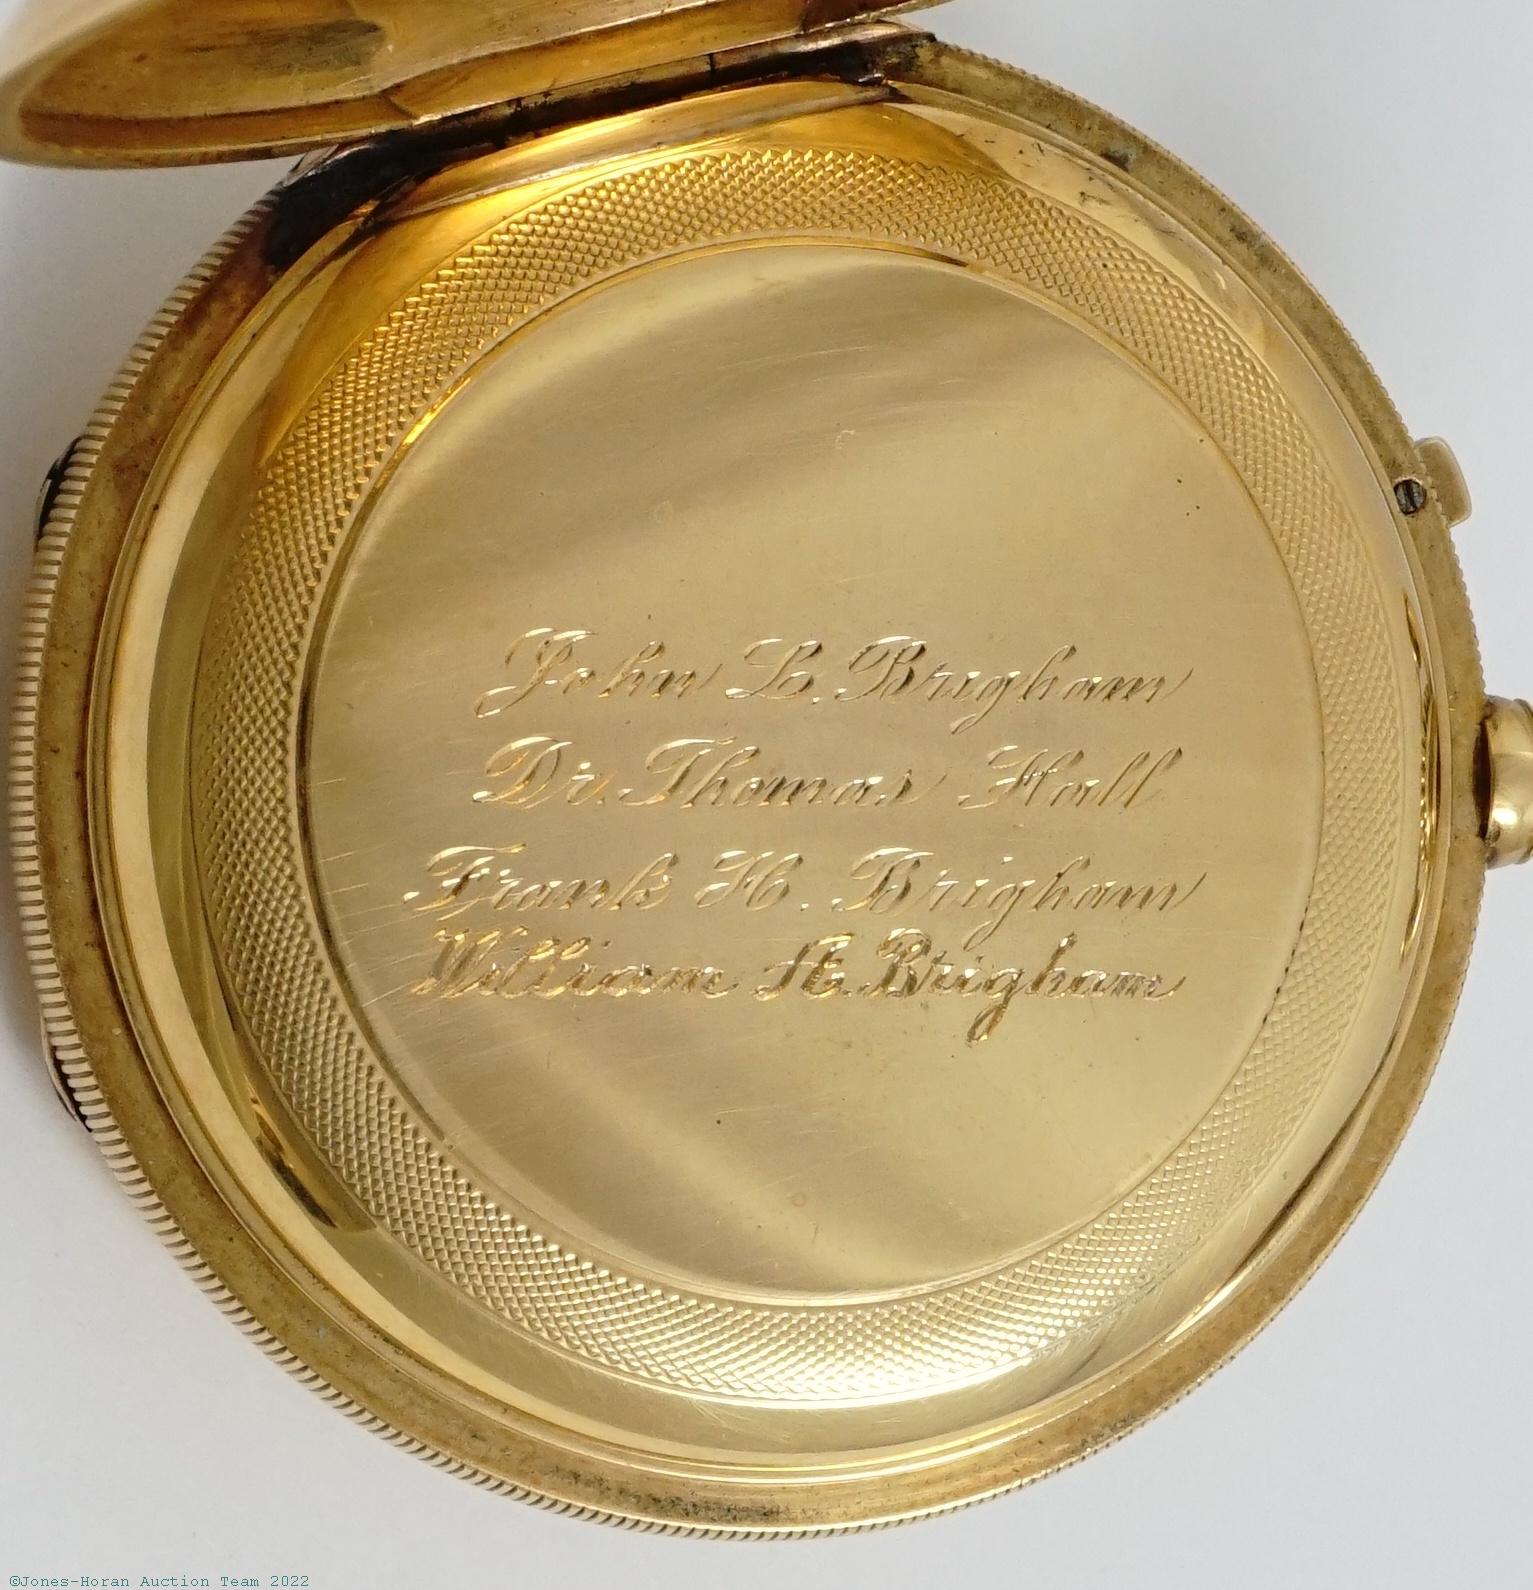 John L. Brigham
Dr. Thomas Hall
Frank H. Brigham
William H. Brigham
©Jones-Horan Auction Team 2022